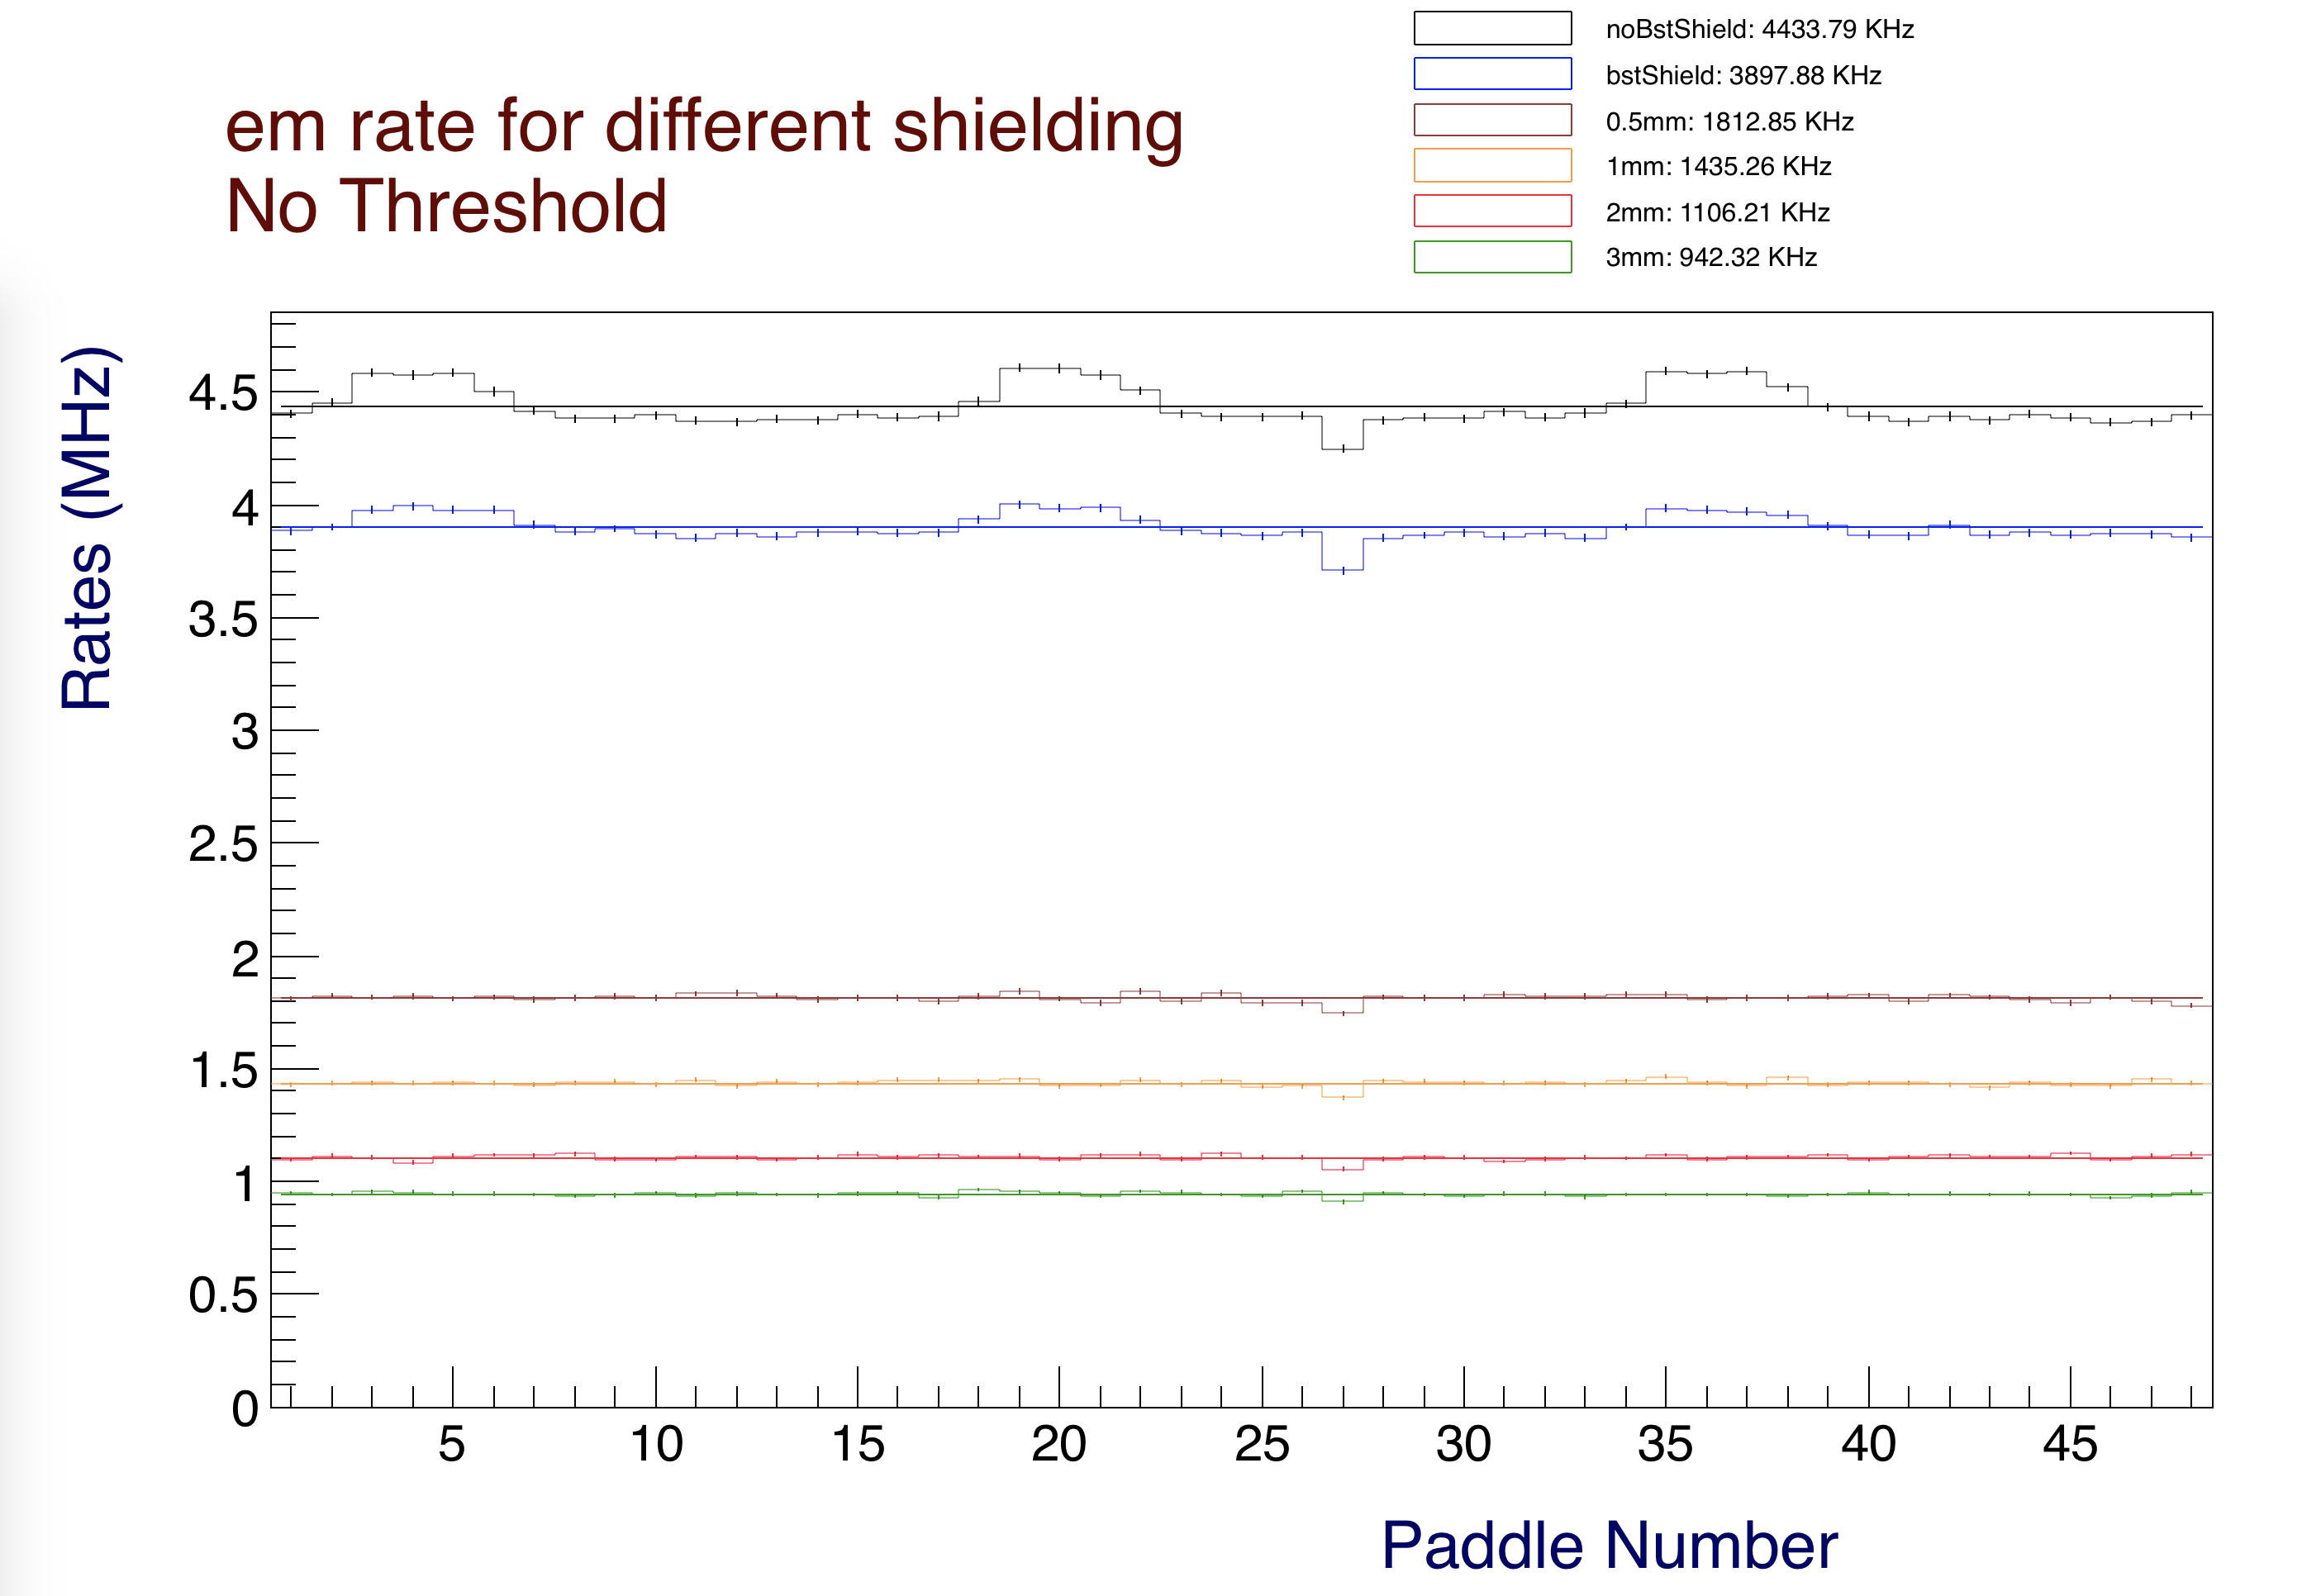 noBstShield: 4433.79 KHz
bstShield: 3897.88 KHz
0.5mm: 1812.85 KHz
1mm: 1435.26 KHz
2mm: 1106.21 KHz
3mm: 942.32 KHz
em rate for different shielding
No Threshold
Rates (MHz)
4.5
4
3.5
3
2.5
2
1.5
1
0.5
0
5 10 15 20 25 30 35 40 45
Paddle Number